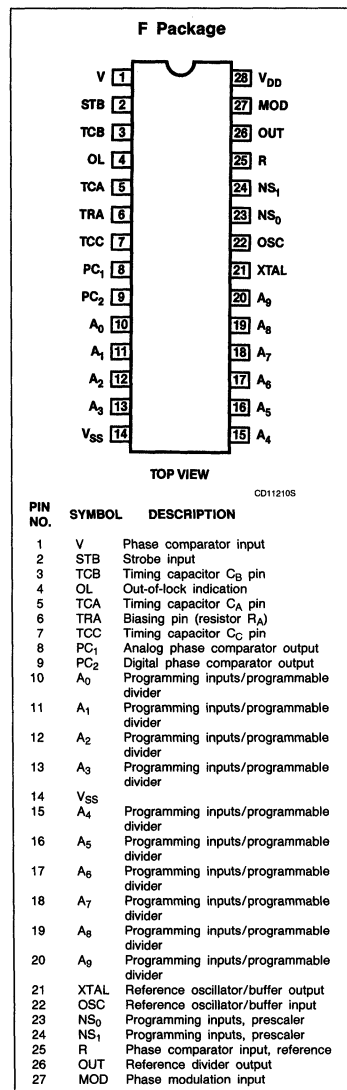 F Package
V 1 28 V_DD
STB 2 27 MOD
TCB 3 26 OUT
OL 4 25 R
TCA 5 24 NS₁
TRA 6 23 NS₀
TCC 7 22 OSC
PC₁ 8 21 XTAL
PC₂ 9 20 A₉
A₀ 10 19 A₈
A₁ 11 18 A₇
A₂ 12 17 A₆
A₃ 13 16 A₅
V_SS 14 15 A₄
TOP VIEW
CD11210S
PIN
NO. SYMBOL DESCRIPTION
1 V Phase comparator input
2 STB Strobe input
3 TCB Timing capacitor C_B pin
4 OL Out-of-lock indication
5 TCA Timing capacitor C_A pin
6 TRA Biasing pin (resistor R_A)
7 TCC Timing capacitor C_C pin
8 PC₁ Analog phase comparator output
9 PC₂ Digital phase comparator output
10 A₀ Programming inputs/programmable
divider
11 A₁ Programming inputs/programmable
divider
12 A₂ Programming inputs/programmable
divider
13 A₃ Programming inputs/programmable
divider
14 V_SS
15 A₄ Programming inputs/programmable
divider
16 A₅ Programming inputs/programmable
divider
17 A₆ Programming inputs/programmable
divider
18 A₇ Programming inputs/programmable
divider
19 A₈ Programming inputs/programmable
divider
20 A₉ Programming inputs/programmable
divider
21 XTAL Reference oscillator/buffer output
22 OSC Reference oscillator/buffer input
23 NS₀ Programming inputs, prescaler
24 NS₁ Programming inputs, prescaler
25 R Phase comparator input, reference
26 OUT Reference divider output
27 MOD Phase modulation input